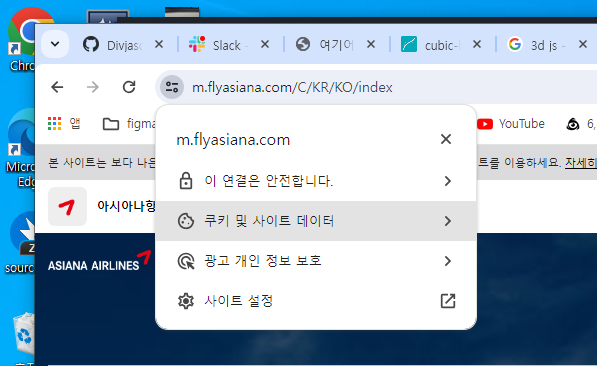 Divjaso
Slack -
여기어
cubic-
3d js -
m.flyasiana.com/C/KR/KO/index
앱
figma
YouTube
6,
m.flyasiana.com
이 연결은 안전합니다.
쿠키 및 사이트 데이터
광고 개인 정보 보호
사이트 설정
본 사이트는 보다 나은
트를 이용하세요. 자세히
아시아나항
ASIANA AIRLINES
Chro
Micro
Edg
sourc
Z